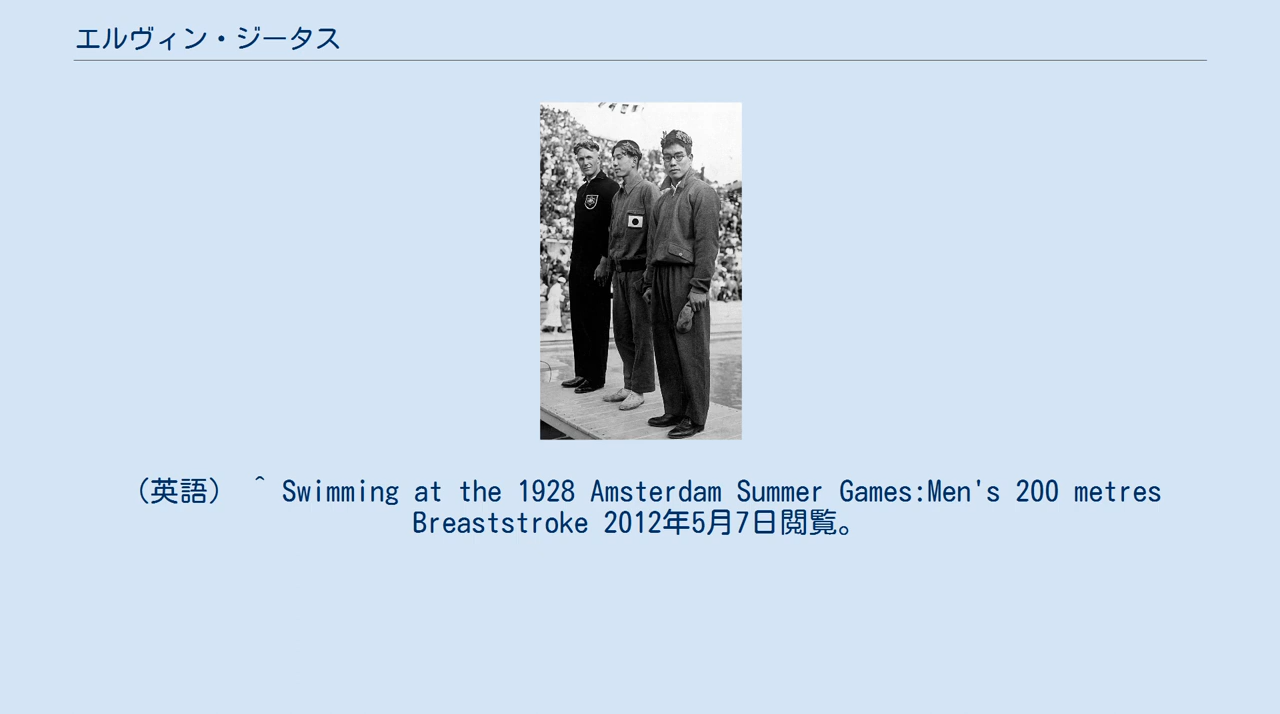 エルヴィン・ジータス
（英語） ^ Swimming at the 1928 Amsterdam Summer Games:Men's 200 metres
Breaststroke 2012年5月7日閲覧。